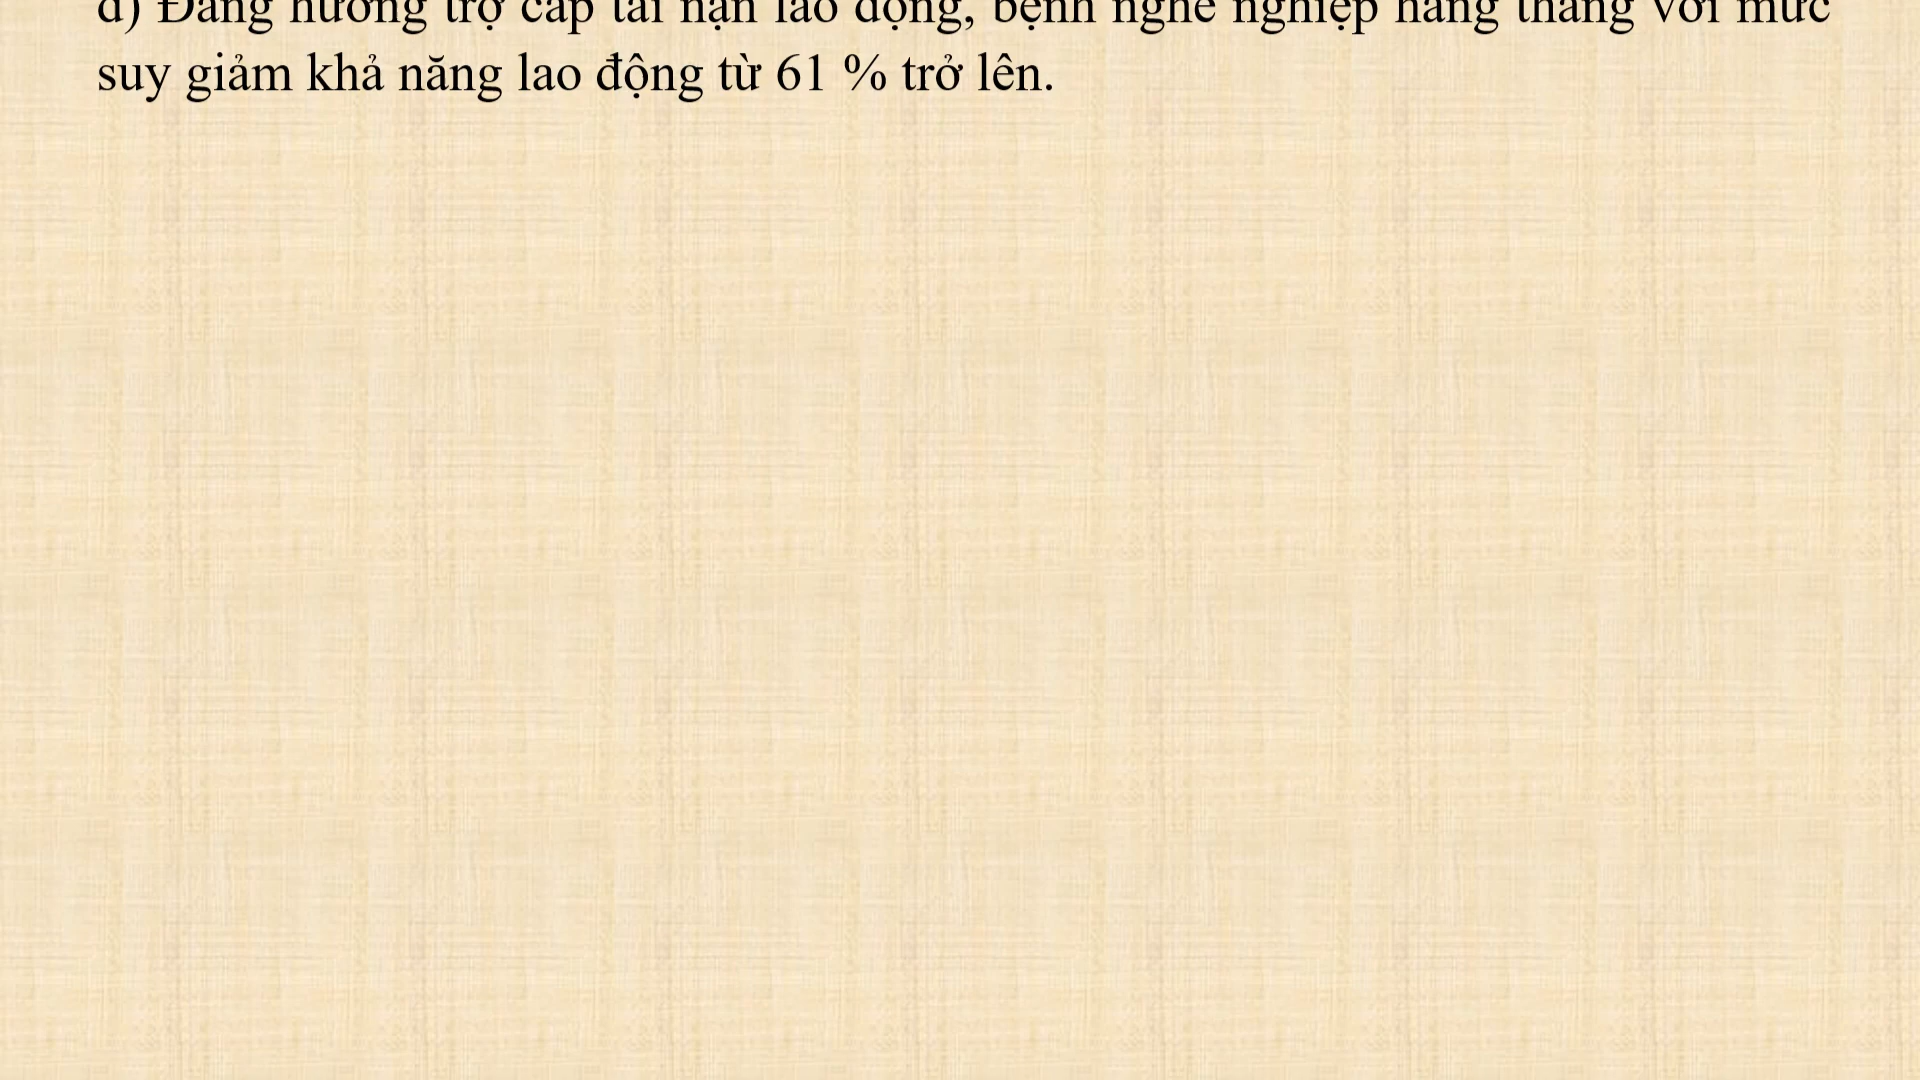 d) Đang hưởng trợ cấp tai nạn lao động, bệnh nghề nghiệp hằng tháng với mức
suy giảm khả năng lao động từ 61 % trở lên.